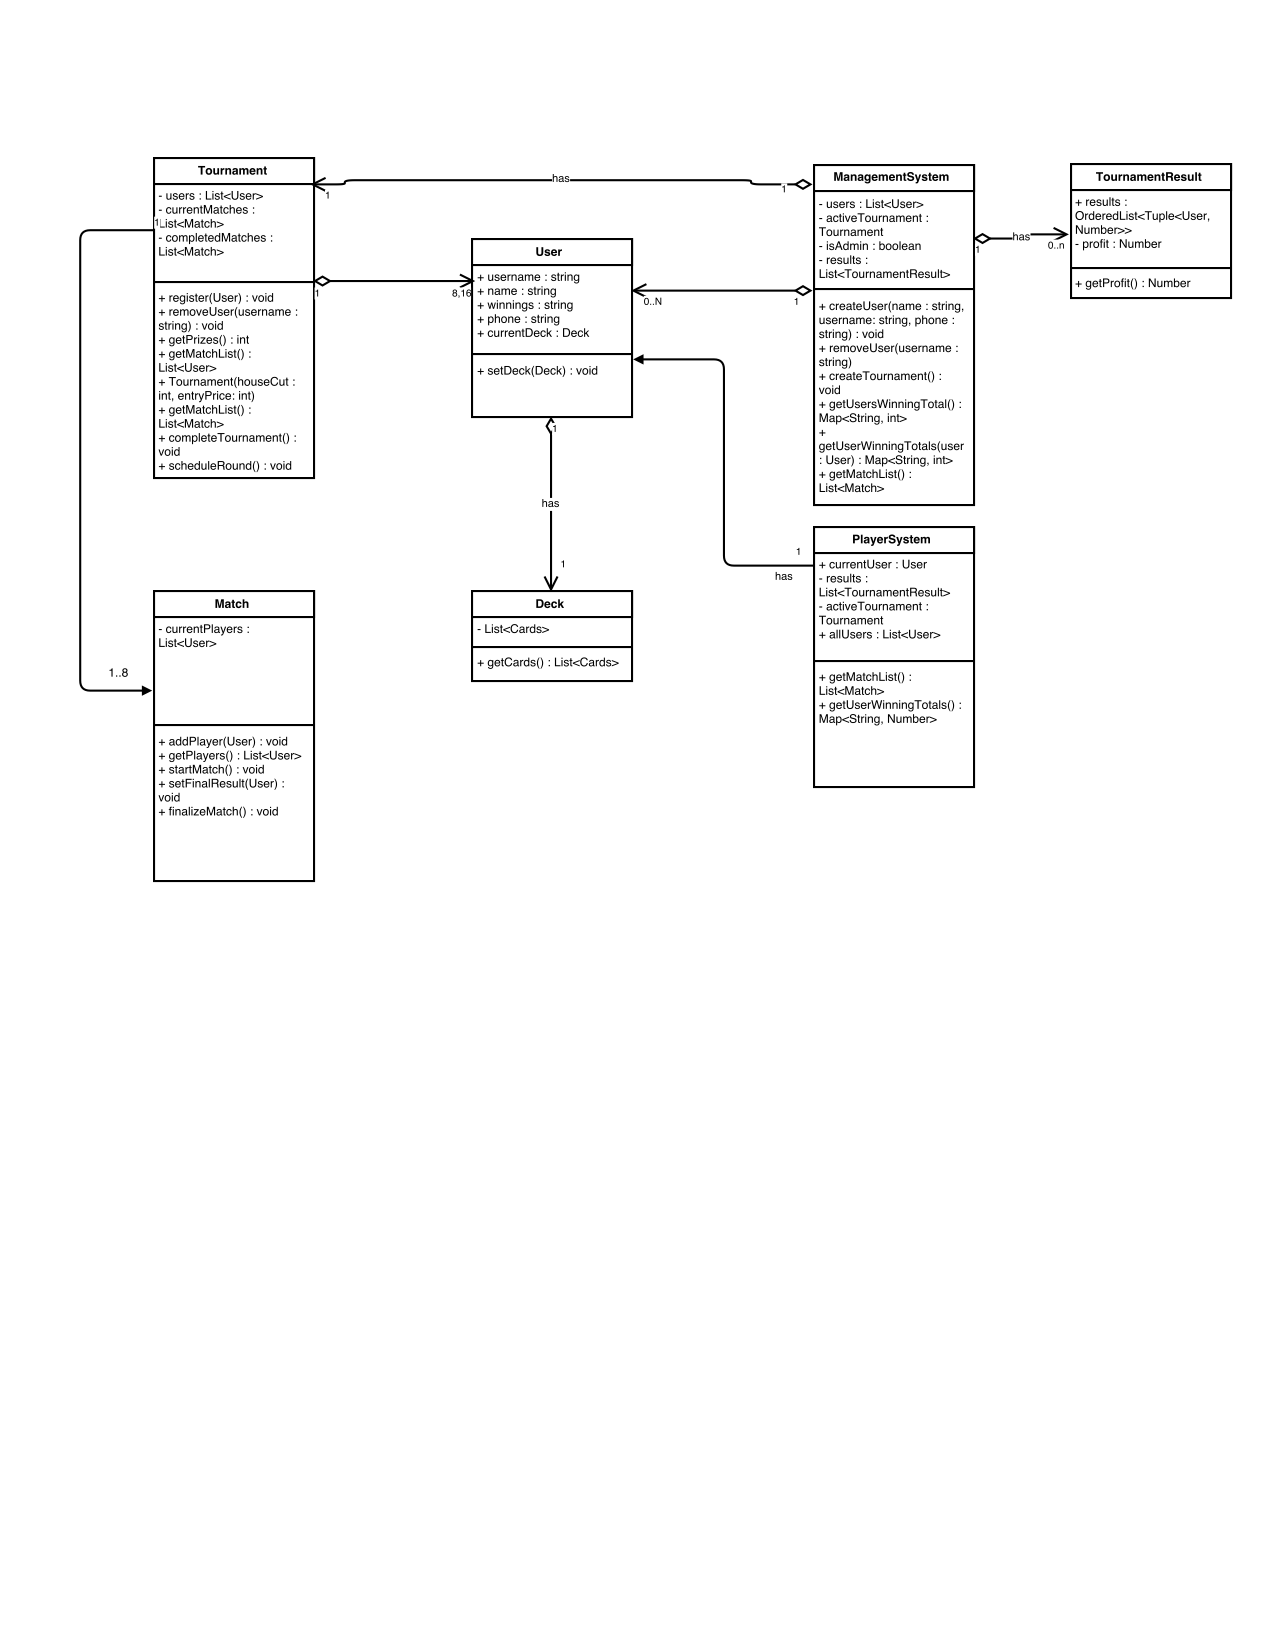 Tournament
- users : List<User>
- currentMatches :
List<Match>
- completedMatches :
List<Match>
+ register(User) : void
+ removeUser(username :
string) : void
+ getPrizes() : int
+ getMatchList() :
List<User>
+ Tournament(houseCut :
int, entryPrice: int)
+ getMatchList() :
List<Match>
+ completeTournament() :
void
+ scheduleRound() : void
1
1
has
1
1
1
8,16
User
+ username : string
+ name : string
+ winnings : string
+ phone : string
+ currentDeck : Deck
+ setDeck(Deck) : void
0..N
1
ManagementSystem
- users : List<User>
- activeTournament :
Tournament
- isAdmin : boolean
- results :
List<TournamentResult>
+ createUser(name : string,
username: string, phone :
string) : void
+ removeUser(username :
string)
+ createTournament() :
void
+ getUsersWinningTotal() :
Map<String, int>
+
getUserWinningTotals(user
: User) : Map<String, int>
+ getMatchList() :
List<Match>
1
has
0..n
TournamentResult
+ results :
OrderedList<Tuple<User,
Number>>
- profit : Number
+ getProfit() : Number
1
has
1
1
has
PlayerSystem
+ currentUser : User
- results :
List<TournamentResult>
- activeTournament :
Tournament
+ allUsers : List<User>
+ getMatchList() :
List<Match>
+ getUserWinningTotals() :
Map<String, Number>
Match
- currentPlayers :
List<User>
+ addPlayer(User) : void
+ getPlayers() : List<User>
+ startMatch() : void
+ setFinalResult(User) :
void
+ finalizeMatch() : void
1..8
Deck
- List<Cards>
+ getCards() : List<Cards>